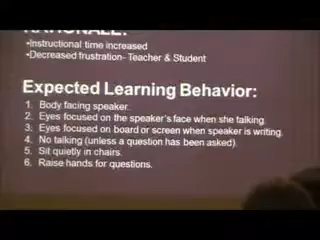 RATIONALE:
•Instructional time increased
•Decreased frustration- Teacher & Student
Expected Learning Behavior:
1. Body facing speaker.
2. Eyes focused on the speaker's face when she talking.
3. Eyes focused on board or screen when speaker is writing.
4. No talking (unless a question has been asked).
5. Sit quietly in chairs.
6. Raise hands for questions.